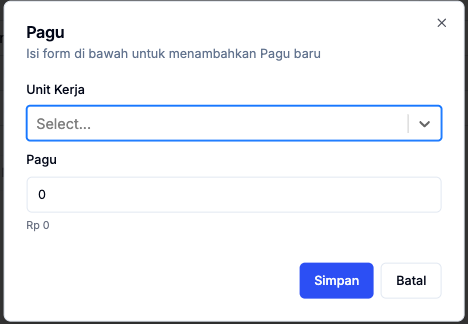 Pagu
Isi form di bawah untuk menambahkan Pagu baru
Unit Kerja
Select...
Pagu
0
Rp 0
Simpan
Batal